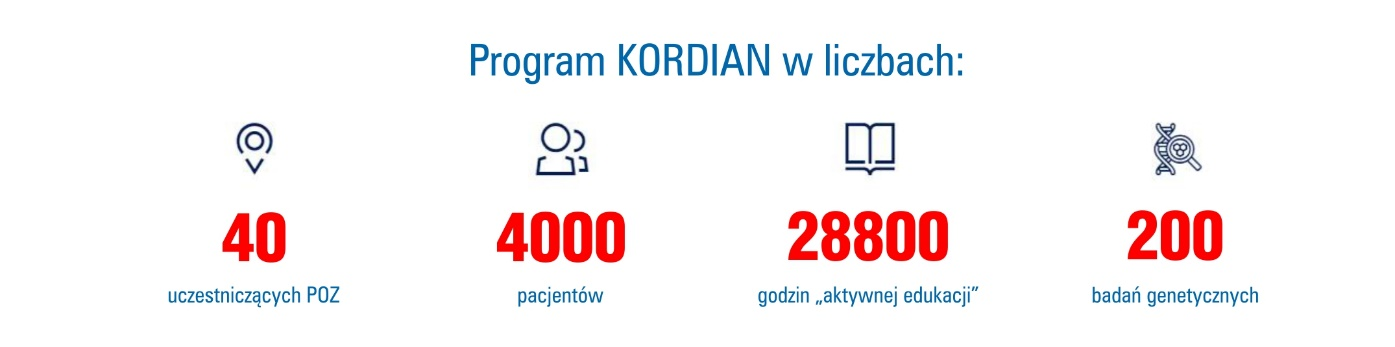 Program KORDIAN w liczbach:
40
uczestniczących POZ
4000
pacjentów
28800
godzin „aktywnej edukacji”
200
badań genetycznych